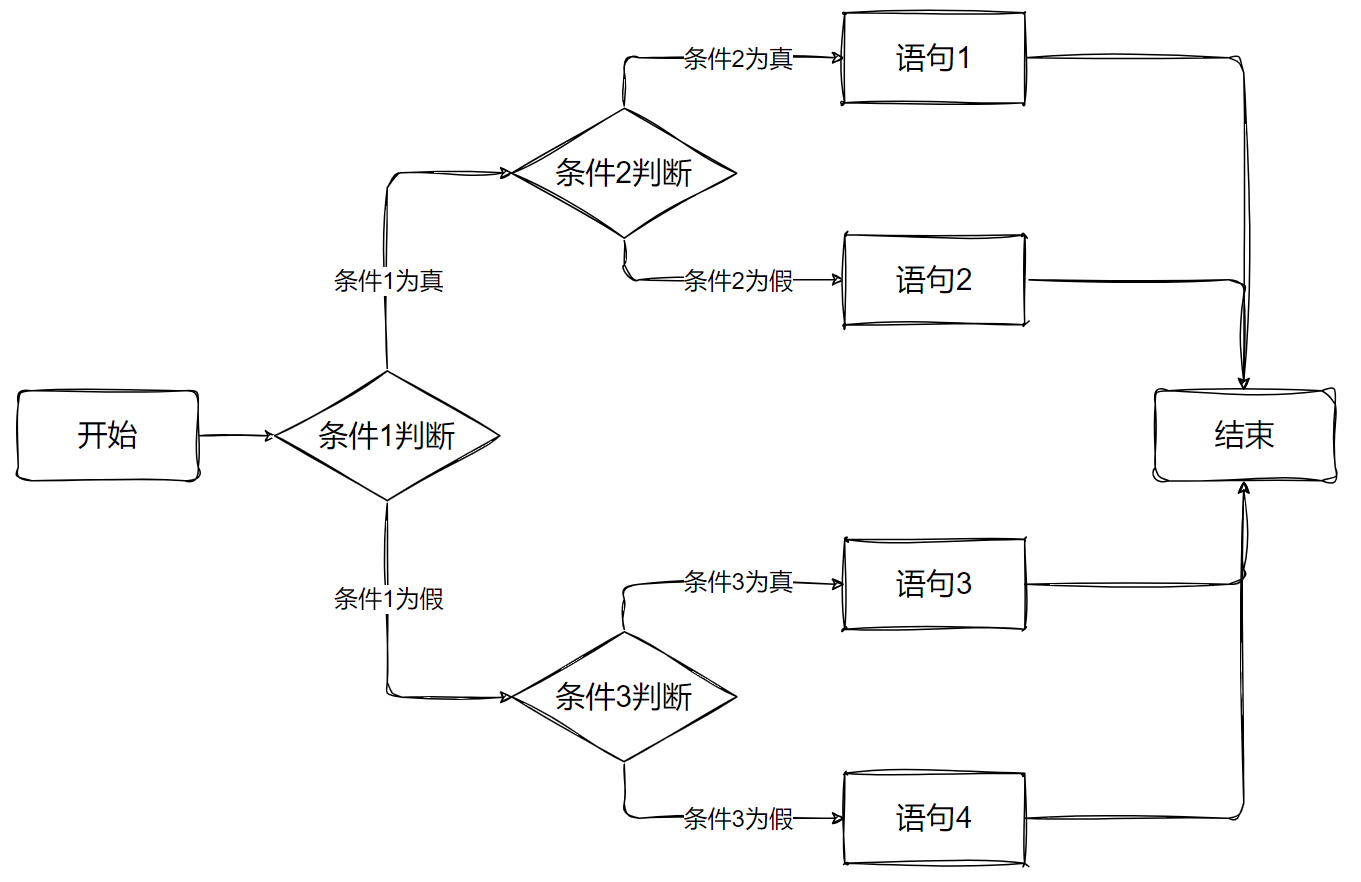 开始
条件1判断
条件1为真
条件2判断
条件2为真
语句1
条件2为假
语句2
条件1为假
条件3判断
条件3为真
语句3
条件3为假
语句4
结束